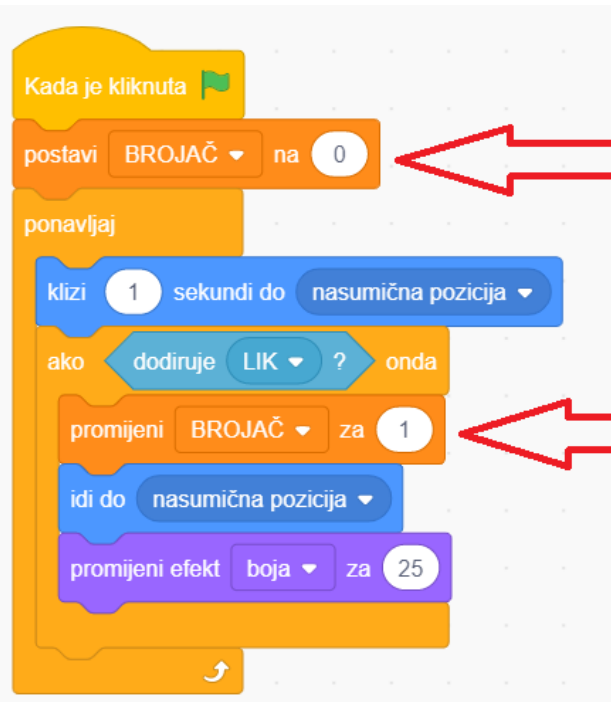 Kada je kliknuta
postavi BROJAČ na 0
ponavljaj
klizi 1 sekundi do nasumična pozicija
ako dodiruje LIK ? onda
promijeni BROJAČ za 1
idi do nasumična pozicija
promijeni efekt boja za 25